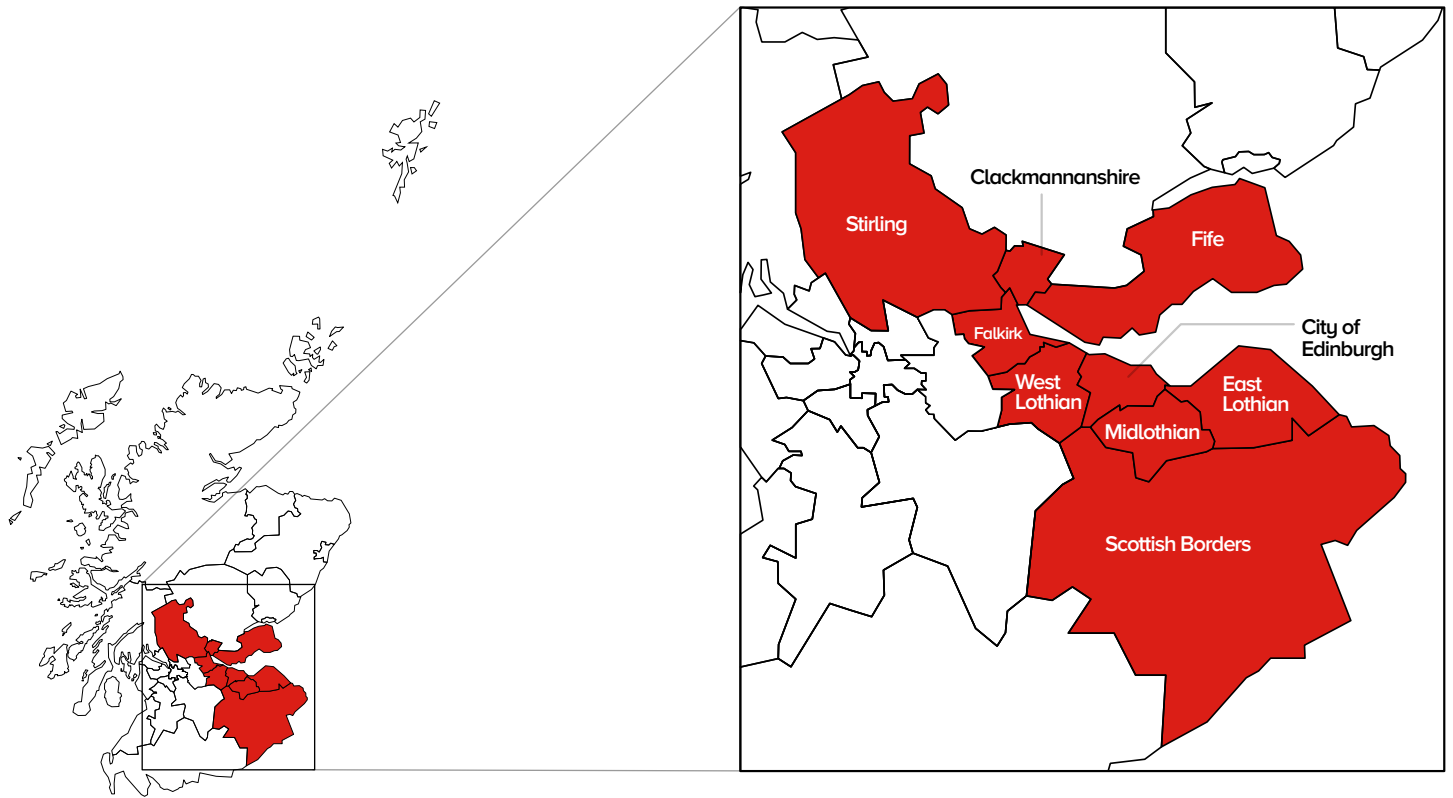 Clackmannanshire
Stirling
Fife
Falkirk
City of
Edinburgh
West
Lothian
East
Lothian
Midlothian
Scottish Borders